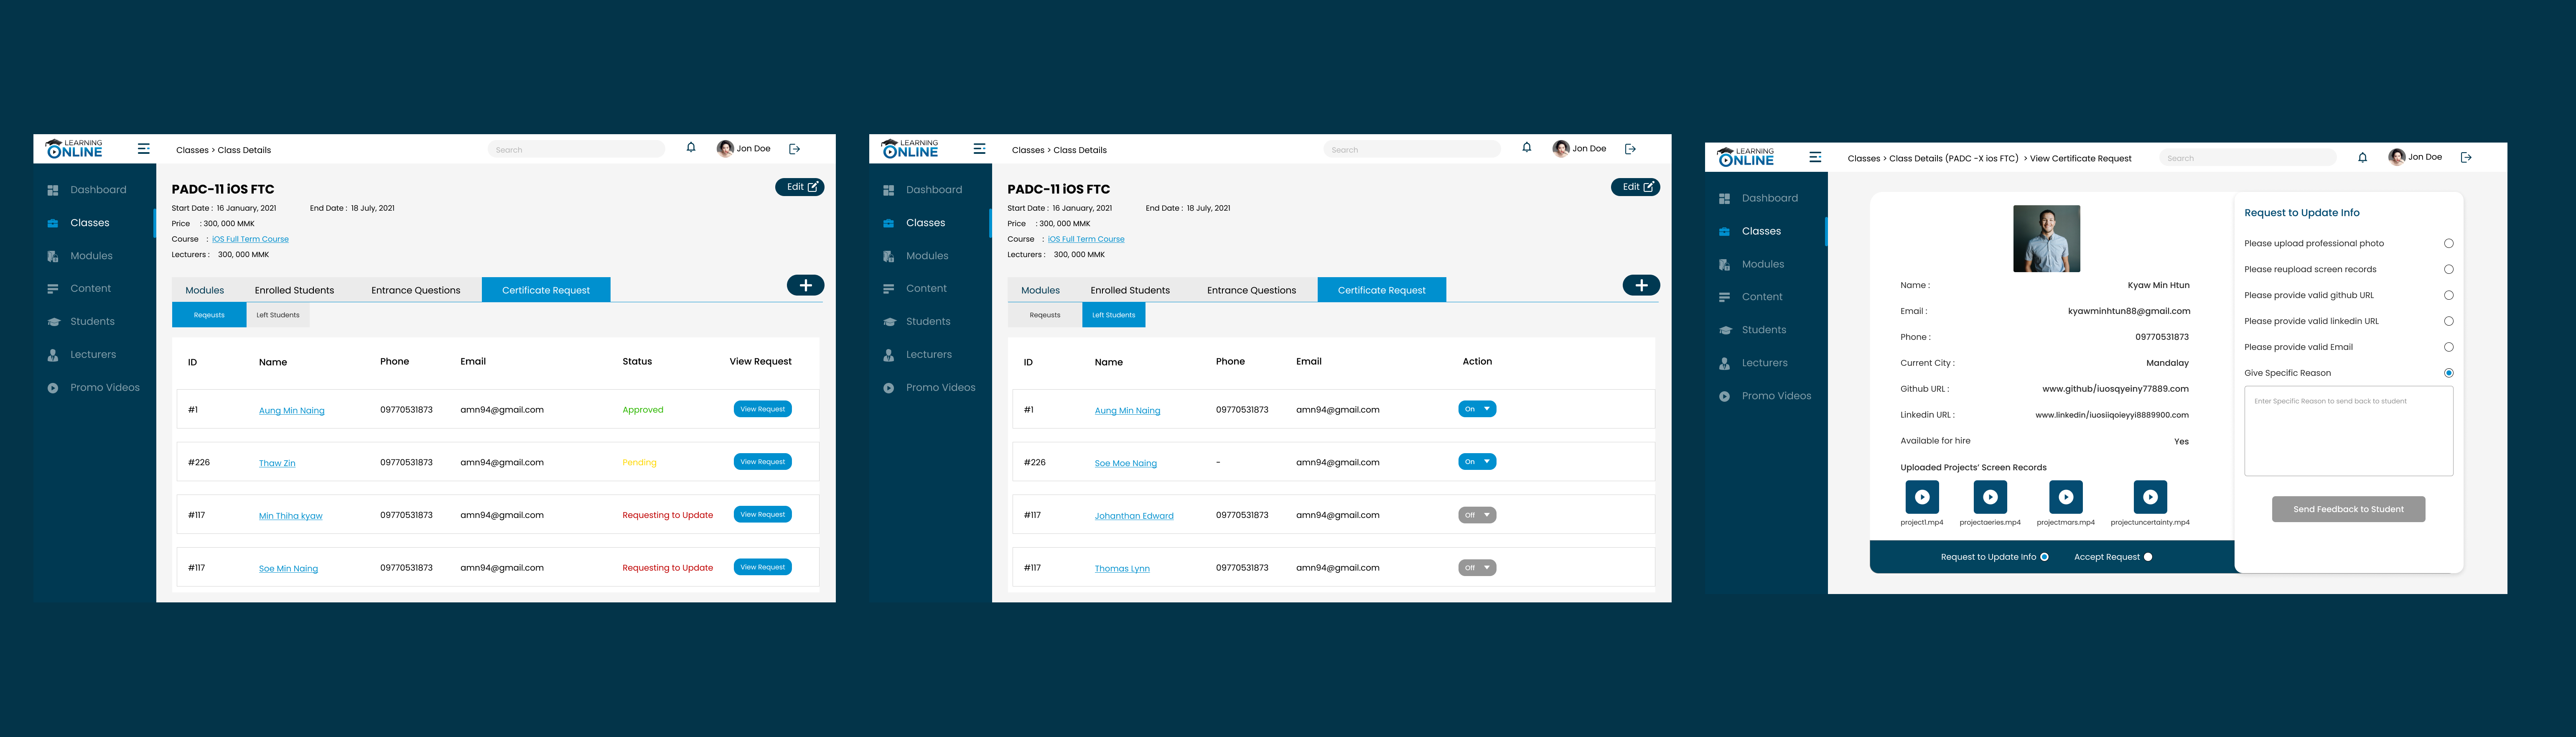 LEARNING
ONLINE
Classes > Class Details
Search
Jon Doe
Dashboard
Classes
Modules
Content
Students
Lecturers
Promo Videos
PADC-11 iOS FTC
Edit
Start Date : 16 January, 2021 End Date : 18 July, 2021
Price : 300, 000 MMK
Course : iOS Full Term Course
Lecturers : 300, 000 MMK
Modules Enrolled Students Entrance Questions Certificate Request
Reqeusts Left Students
ID Name Phone Email Status View Request
#1 Aung Min Naing 09770531873 amn94@gmail.com Approved View Request
#226 Thaw Zin 09770531873 amn94@gmail.com Pending View Request
#117 Min Thiha kyaw 09770531873 amn94@gmail.com Requesting to Update View Request
#117 Soe Min Naing 09770531873 amn94@gmail.com Requesting to Update View Request
LEARNING
ONLINE
Classes > Class Details
Search
Jon Doe
Dashboard
Classes
Modules
Content
Students
Lecturers
Promo Videos
PADC-11 iOS FTC
Edit
Start Date : 16 January, 2021 End Date : 18 July, 2021
Price : 300, 000 MMK
Course : iOS Full Term Course
Lecturers : 300, 000 MMK
Modules Enrolled Students Entrance Questions Certificate Request
Reqeusts Left Students
ID Name Phone Email Action
#1 Aung Min Naing 09770531873 amn94@gmail.com On
#226 Soe Moe Naing - amn94@gmail.com On
#117 Johanthan Edward 09770531873 amn94@gmail.com Off
#117 Thomas Lynn 09770531873 amn94@gmail.com Off
LEARNING
ONLINE
Classes > Class Details (PADC -X ios FTC) > View Certificate Request
Search
Jon Doe
Dashboard
Classes
Modules
Content
Students
Lecturers
Promo Videos
Name : Kyaw Min Htun
Email : kyawminhtun88@gmail.com
Phone : 09770531873
Current City : Mandalay
Github URL : www.github/iuosqyeiny77889.com
Linkedin URL : www.linkedin/iuosiiqoieyyi8889900.com
Available for hire Yes
Uploaded Projects' Screen Records
project1.mp4 projectaeries.mp4 projectmars.mp4 projectuncertainty.mp4
Request to Update Info Accept Request
Request to Update Info
Please upload professional photo
Please reupload screen records
Please provide valid github URL
Please provide valid linkedin URL
Please provide valid Email
Give Specific Reason
Enter Specific Reason to send back to student
Send Feedback to Student